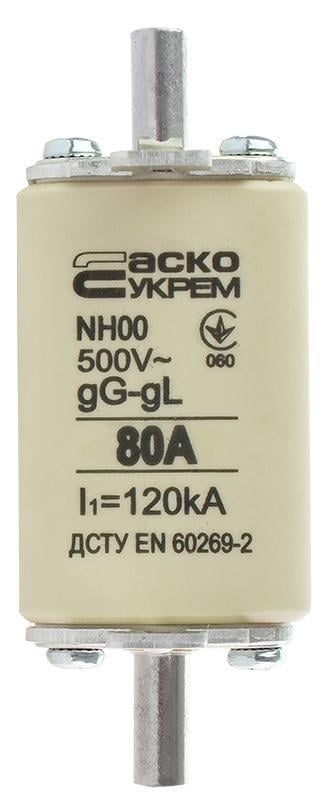 аско
УКРЕМ
NH00
500V~
060
gG-gL
80A
I₁=120kA
ДСТУ EN 60269-2